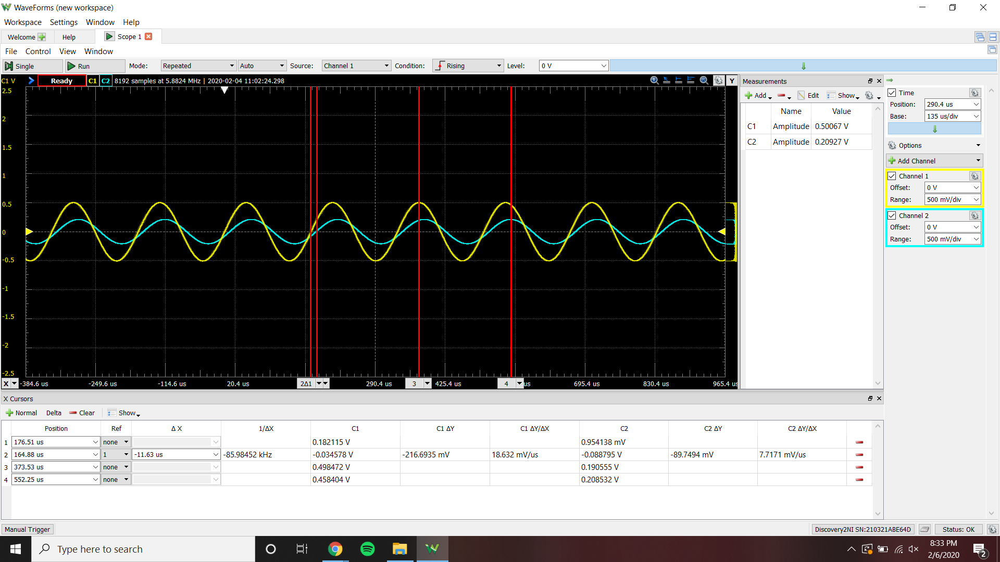 WaveForms (new workspace)
Workspace Settings Window Help
Welcome Help Scope 1
File Control View Window
Single Run Mode: Repeated Auto Source: Channel 1 Condition: Rising Level: 0 V
C1 V Ready C1 C2 8192 samples at 5.8824 MHz | 2020-02-04 11:02:24.298 Y
2.5
2
1.5
1
0.5
0
-0.5
-1
-1.5
-2
-2.5
X -384.6 us -249.6 us -114.6 us 20.4 us 2Δ1 290.4 us 3 425.4 us 4 us 695.4 us 830.4 us 965.4 us
Measurements
Add Edit Show
Name Value
C1 Amplitude 0.50067 V
C2 Amplitude 0.20927 V
Time
Position: 290.4 us
Base: 135 us/div
Options
Add Channel
Channel 1
Offset: 0 V
Range: 500 mV/div
Channel 2
Offset: 0 V
Range: 500 mV/div
X Cursors
Normal Delta Clear Show
Position Ref Δ X 1/ΔX C1 C1 ΔY C1 ΔY/ΔX C2 C2 ΔY C2 ΔY/ΔX
1 176.51 us none 0.182115 V 0.954138 mV
2 164.88 us 1 -11.63 us -85.98452 kHz -0.034578 V -216.6935 mV 18.632 mV/us -0.088795 V -89.7494 mV 7.7171 mV/us
3 373.53 us none 0.498472 V 0.190555 V
4 552.25 us none 0.458404 V 0.208532 V
Manual Trigger Discovery2NI SN:210321ABE64D Status: OK
Type here to search
8:33 PM
2/6/2020
2